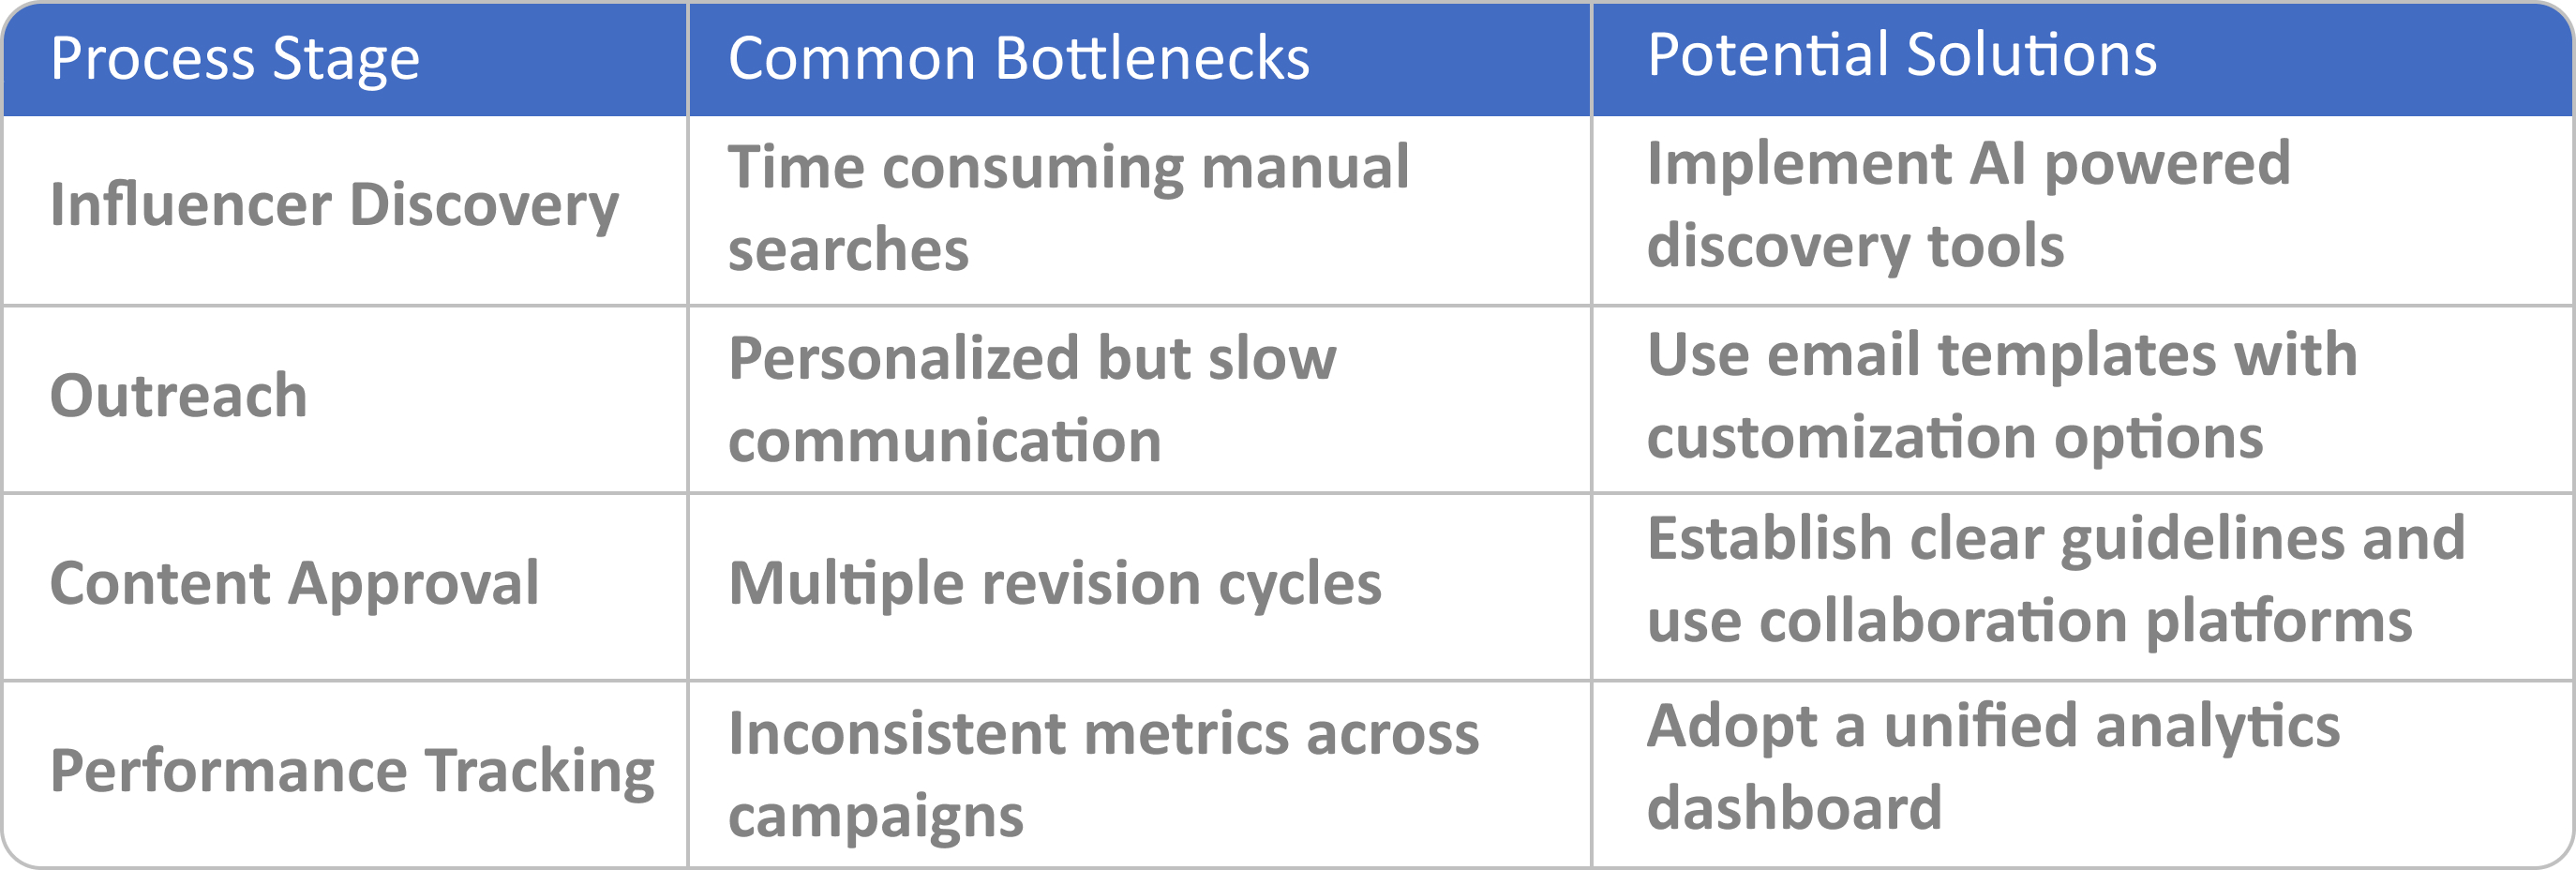 Process Stage
Common Bottlenecks
Potential Solutions
Influencer Discovery
Time consuming manual
searches
Implement AI powered
discovery tools
Outreach
Personalized but slow
communication
Use email templates with
customization options
Content Approval
Multiple revision cycles
Establish clear guidelines and
use collaboration platforms
Performance Tracking
Inconsistent metrics across
campaigns
Adopt a unified analytics
dashboard